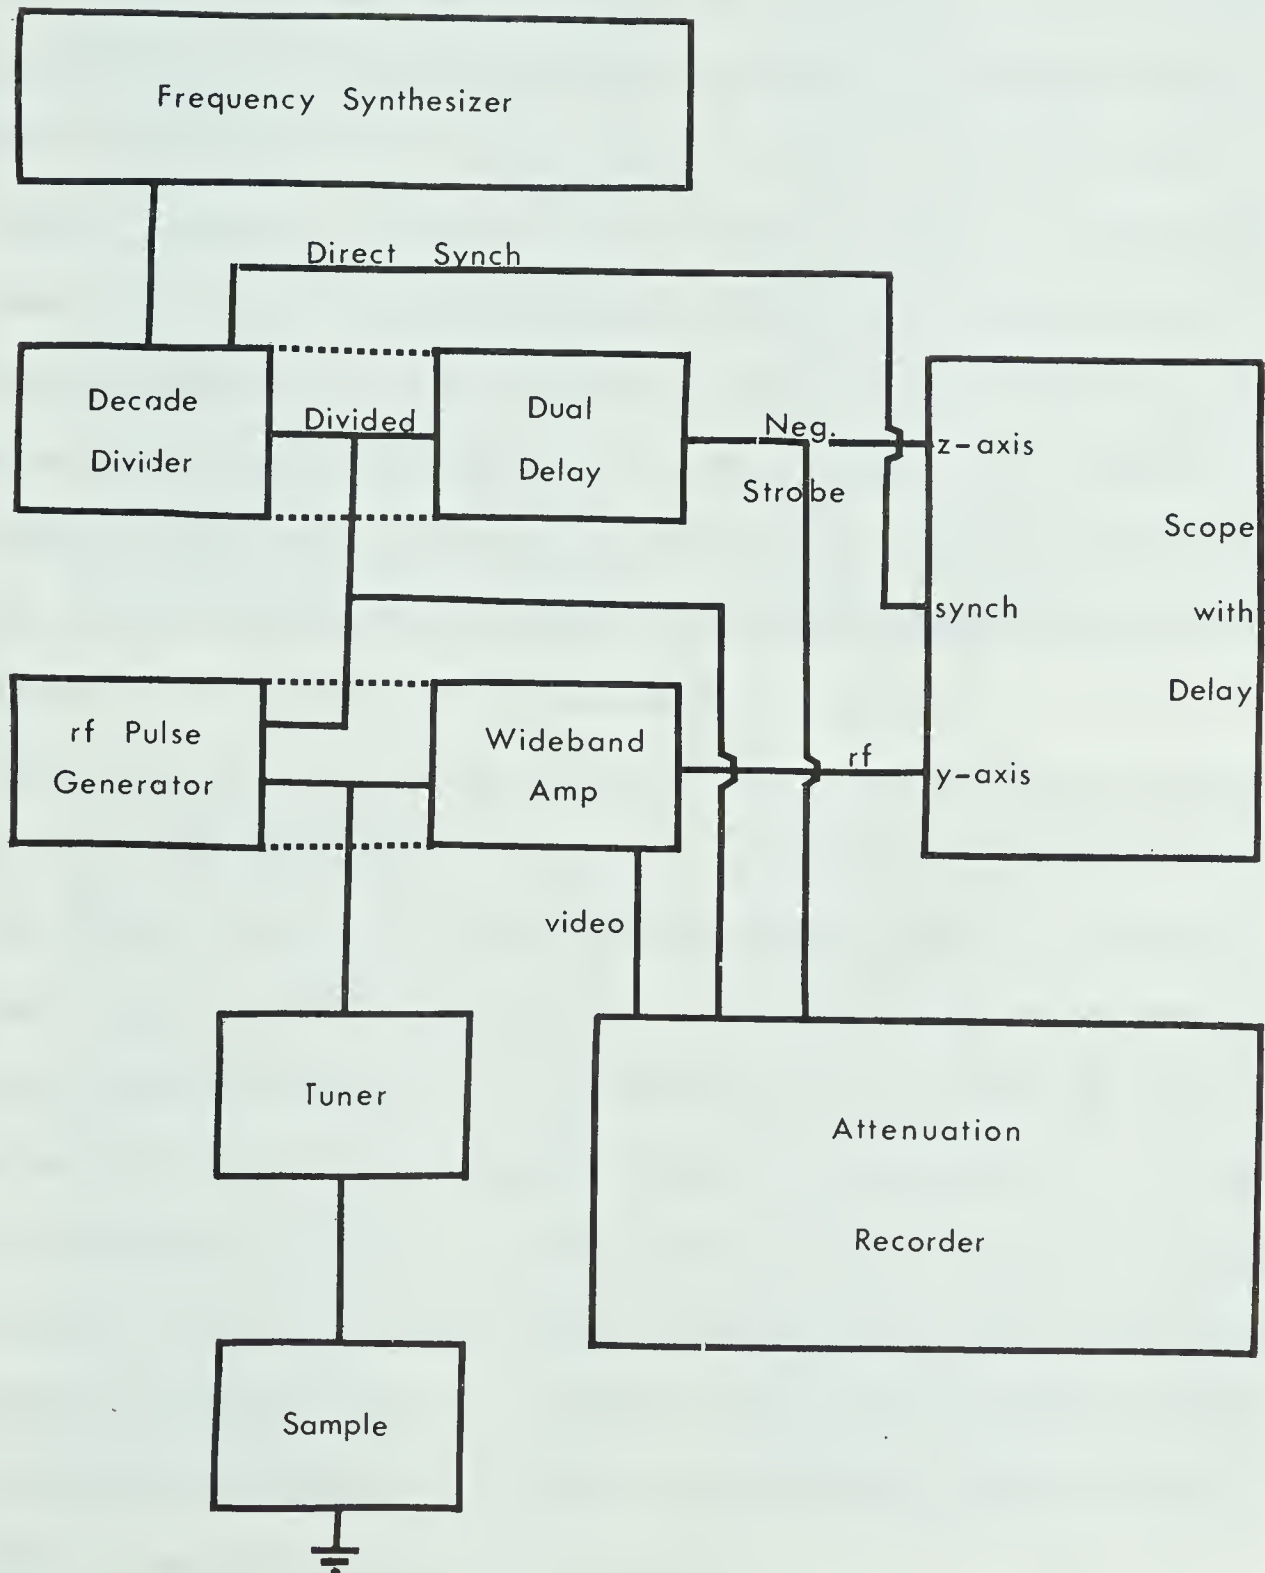 Frequency Synthesizer
Direct Synch
Decade
Divider
Divided
Dual
Delay
Neg.
Strobe
z-axis
synch
y-axis
Scope
with
Delay
rf Pulse
Generator
Wideband
Amp
rf
video
Tuner
Attenuation
Recorder
Sample